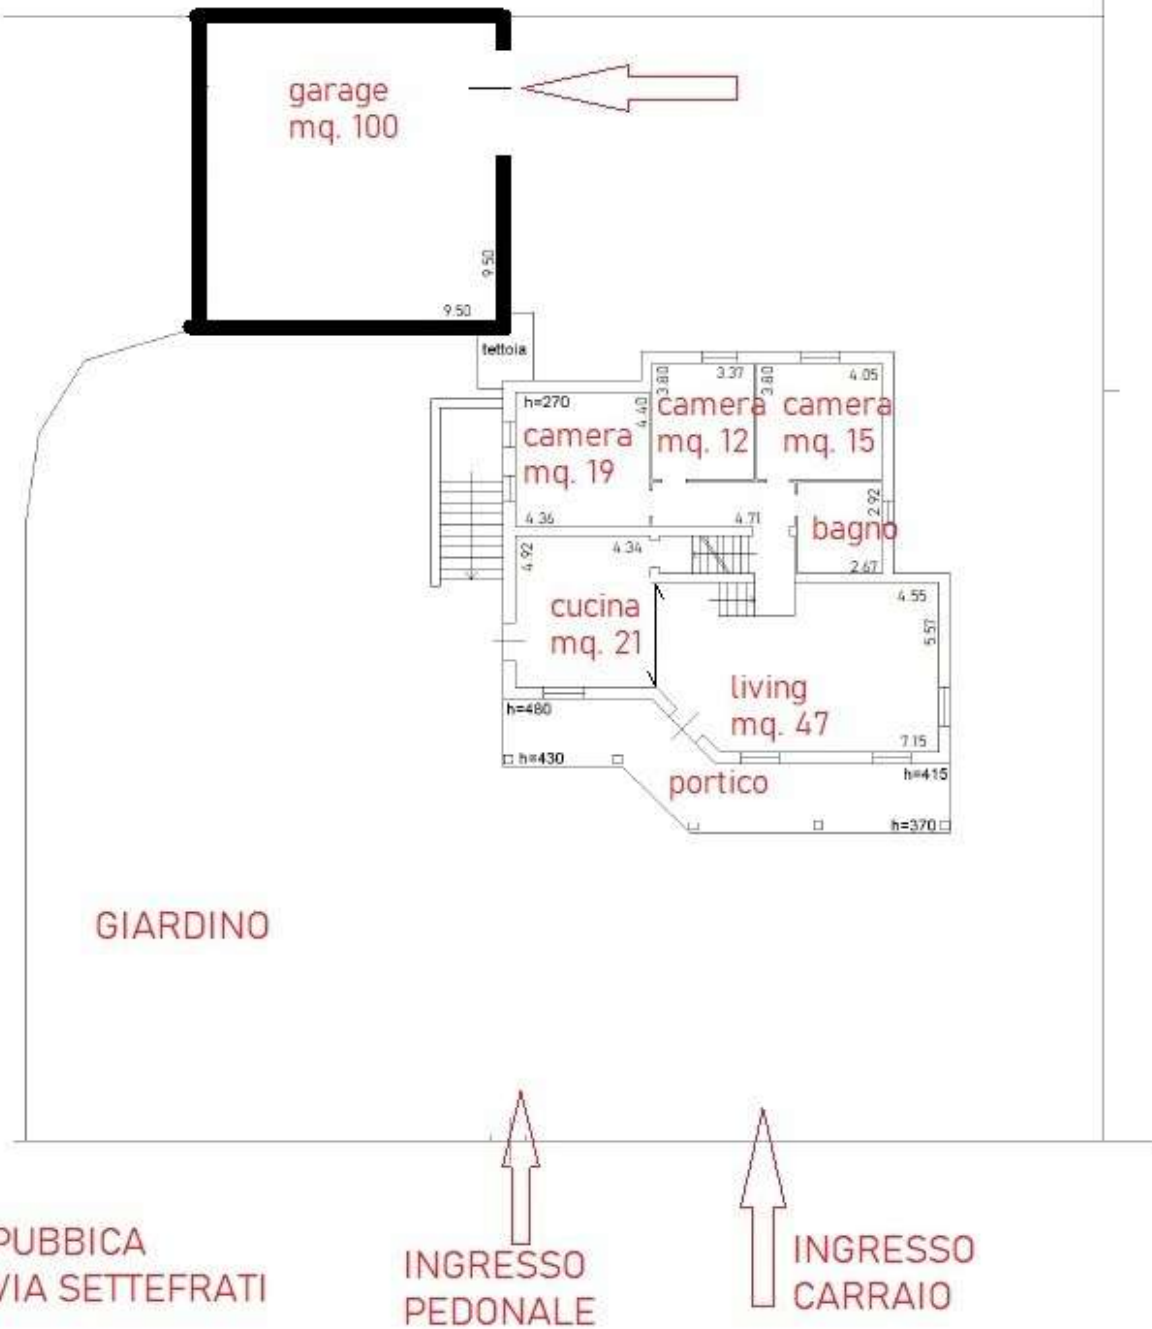 garage
mq. 100
9.50
9.50
tettoia
h=270
4.40
3.80
3.37
3.80
4.05
camera
mq. 19
camera
mq. 12
camera
mq. 15
4.36
4.71
2.92
bagno
2.67
4.92
4.34
cucina
mq. 21
4.55
5.57
living
mq. 47
7.15
h=480
h=430
portico
h=415
h=370
GIARDINO
PUBBICA
VIA SETTEFRATI
INGRESSO
PEDONALE
INGRESSO
CARRAIO